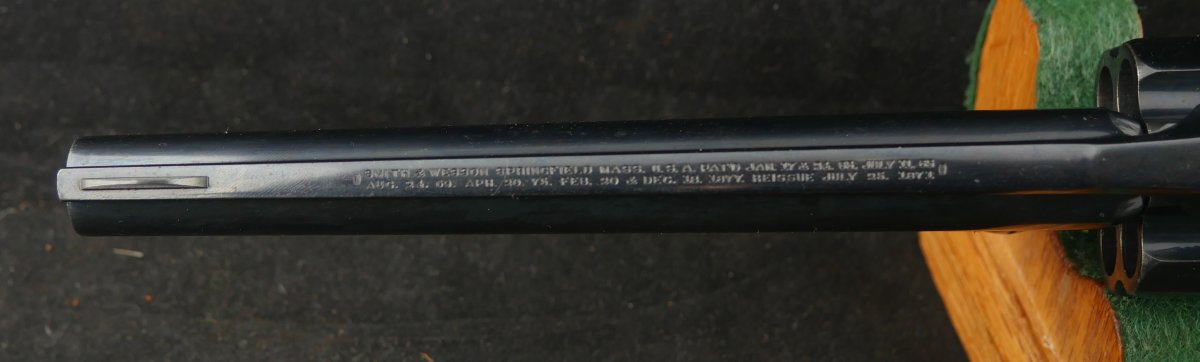 SMITH & WESSON SPRINGFIELD MASS. U.S.A. PAT'D JAN. 17 & 24, 65, JULY 11, 65
AUG. 24, 69, APR. 20, 75, FEB. 20 & DEC. 18, 1877, REISSUE JULY 25, 1871